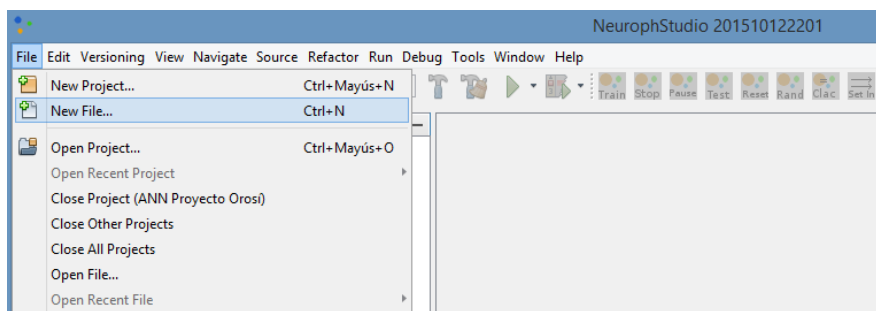 NeurophStudio 201510122201
File Edit Versioning View Navigate Source Refactor Run Debug Tools Window Help
New Project... Ctrl+Mayús+N
Train Stop Pause Test Reset Rand Clac Set In
New File... Ctrl+N
Open Project... Ctrl+Mayús+O
Open Recent Project
Close Project (ANN Proyecto Orosí)
Close Other Projects
Close All Projects
Open File...
Open Recent File